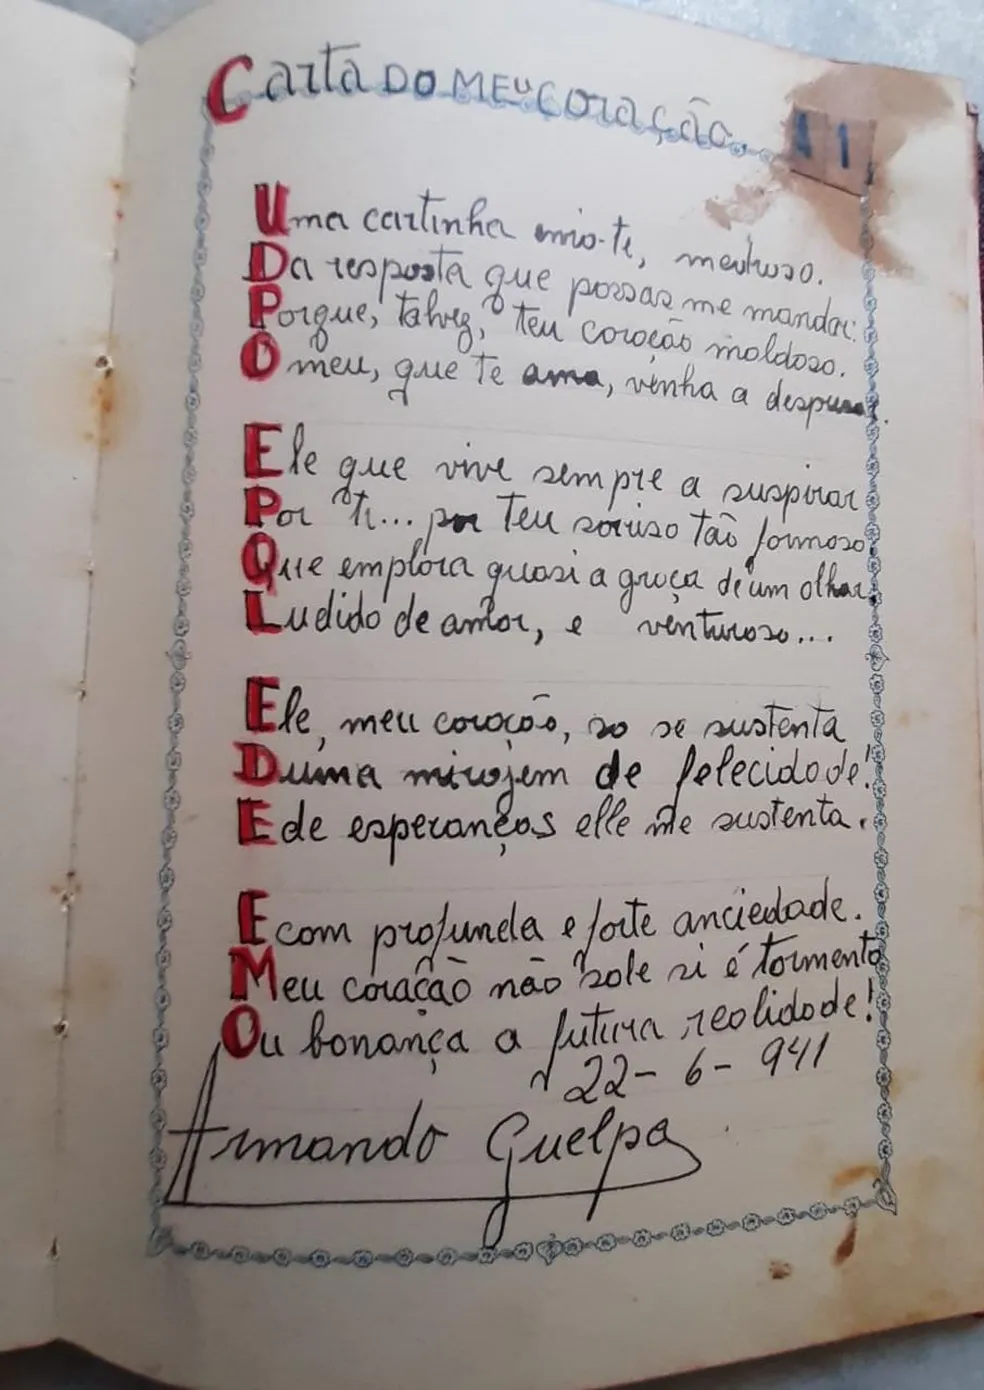 Carta DO MEU Coração.
41
Uma cartinha envio-te, mentroso.
Da resposta que possas me mandar:
Porque, talvez, teu coração maldoso.
O meu, que te ama, venha a despresar.
Ele que vive sempre a suspirar
Por ti... por teu sorriso tão formoso
Que emplora quasi a graça de um olhar
Ludido de amor, e venturoso...
Ele, meu coração, so se sustenta
Duma mirajem de felecidade!
E de esperanças elle me sustenta.
E com profunda e forte anciedade.
Meu coração não sabe si é tormento
Ou bonança a futura realidade!
22-6-941
Armando Guelpa